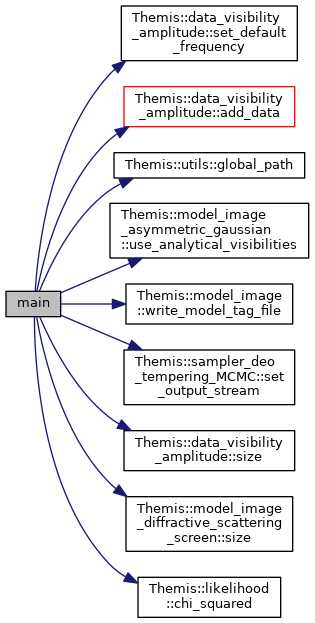 Themis::data_visibility
_amplitude::set_default
_frequency
Themis::data_visibility
_amplitude::add_data
Themis::utils::global_path
Themis::model_image
_asymmetric_gaussian
::use_analytical_visibilities
main
Themis::model_image
::write_model_tag_file
Themis::sampler_deo
_tempering_MCMC::set
_output_stream
Themis::data_visibility
_amplitude::size
Themis::model_image
_diffractive_scattering
_screen::size
Themis::likelihood
::chi_squared